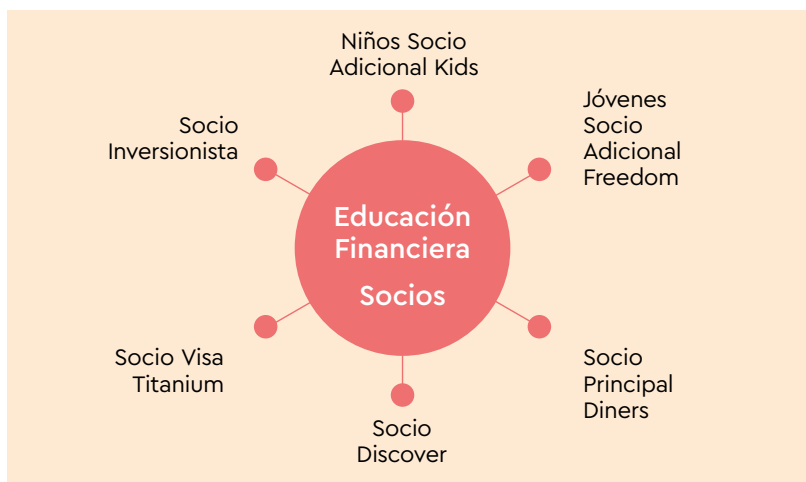 Niños Socio
Adicional Kids
Jóvenes
Socio
Adicional
Freedom
Socio
Inversionista
Educación
Financiera
Socios
Socio Visa
Titanium
Socio
Principal
Diners
Socio
Discover